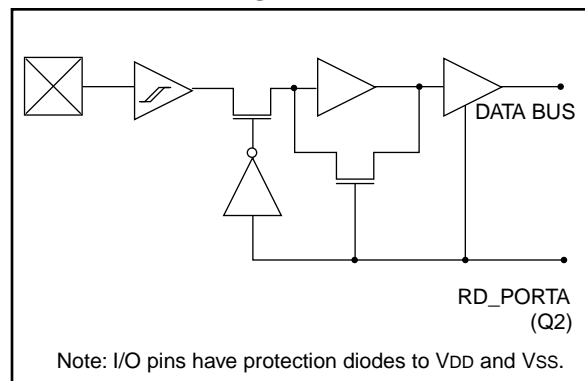 DATA BUS
RD_PORTA
(Q2)
Note: I/O pins have protection diodes to VDD and VSS.